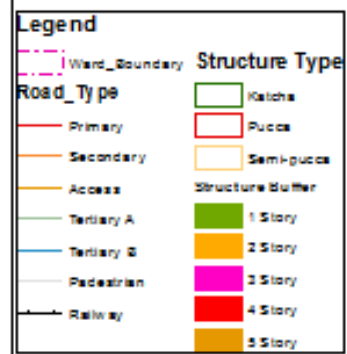 Legend
Ward_Boundary
Road_Type
Primary
Secondary
Access
Tertiary A
Tertiary B
Pedestrian
Railway
Structure Type
Katcha
Pucca
Semi-pucca
Structure Buffer
1 Story
2 Story
3 Story
4 Story
5 Story